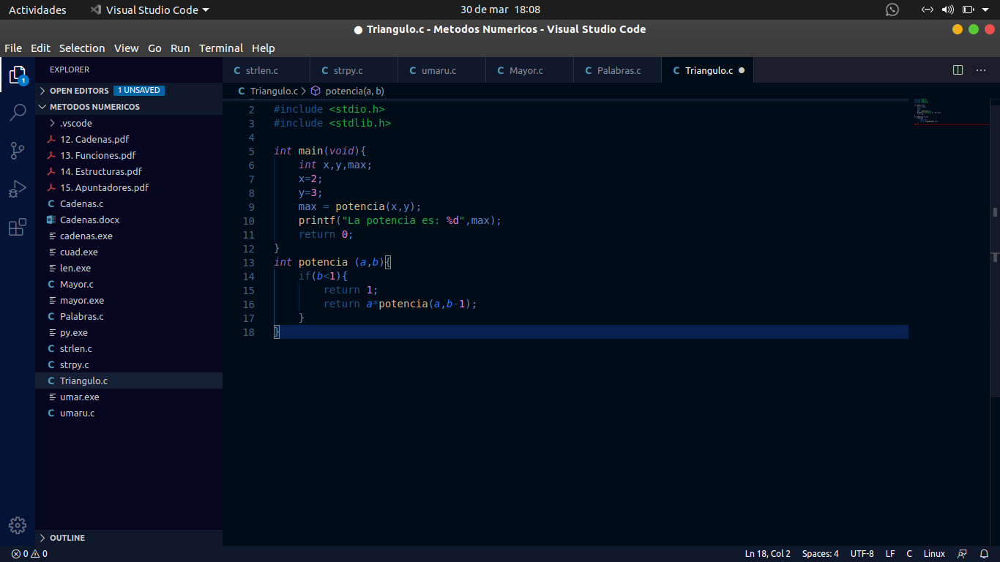 Actividades Visual Studio Code 30 de mar 18:08
Triangulo.c - Metodos Numericos - Visual Studio Code
File Edit Selection View Go Run Terminal Help
1
EXPLORER
OPEN EDITORS 1 UNSAVED
METODOS NUMERICOS
.vscode
12. Cadenas.pdf
13. Funciones.pdf
14. Estructuras.pdf
15. Apuntadores.pdf
C Cadenas.c
Cadenas.docx
cadenas.exe
cuad.exe
len.exe
C Mayor.c
mayor.exe
C Palabras.c
py.exe
C strlen.c
C strpy.c
C Triangulo.c
umar.exe
C umaru.c
OUTLINE
C strlen.c C strpy.c C umaru.c C Mayor.c C Palabras.c C Triangulo.c
C Triangulo.c > potencia(a, b)
2 #include <stdio.h>
3 #include <stdlib.h>
4
5 int main(void){
6 int x,y,max;
7 x=2;
8 y=3;
9 max = potencia(x,y);
10 printf("La potencia es: %d",max);
11 return 0;
12 }
13 int potencia (a,b){
14 if(b<1){
15 return 1;
16 return a*potencia(a,b-1);
17 }
18 }
0 0 Ln 18, Col 2 Spaces: 4 UTF-8 LF C Linux